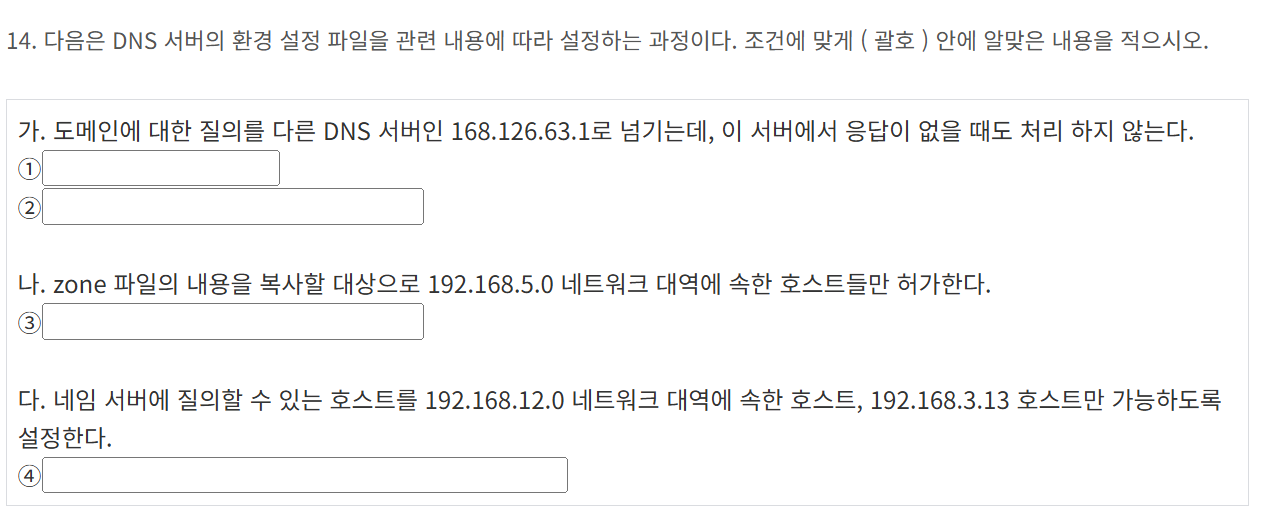 14. 다음은 DNS 서버의 환경 설정 파일을 관련 내용에 따라 설정하는 과정이다. 조건에 맞게 ( 괄호 ) 안에 알맞은 내용을 적으시오.
가. 도메인에 대한 질의를 다른 DNS 서버인 168.126.63.1로 넘기는데, 이 서버에서 응답이 없을 때도 처리 하지 않는다.
①
②
나. zone 파일의 내용을 복사할 대상으로 192.168.5.0 네트워크 대역에 속한 호스트들만 허가한다.
③
다. 네임 서버에 질의할 수 있는 호스트를 192.168.12.0 네트워크 대역에 속한 호스트, 192.168.3.13 호스트만 가능하도록
설정한다.
④